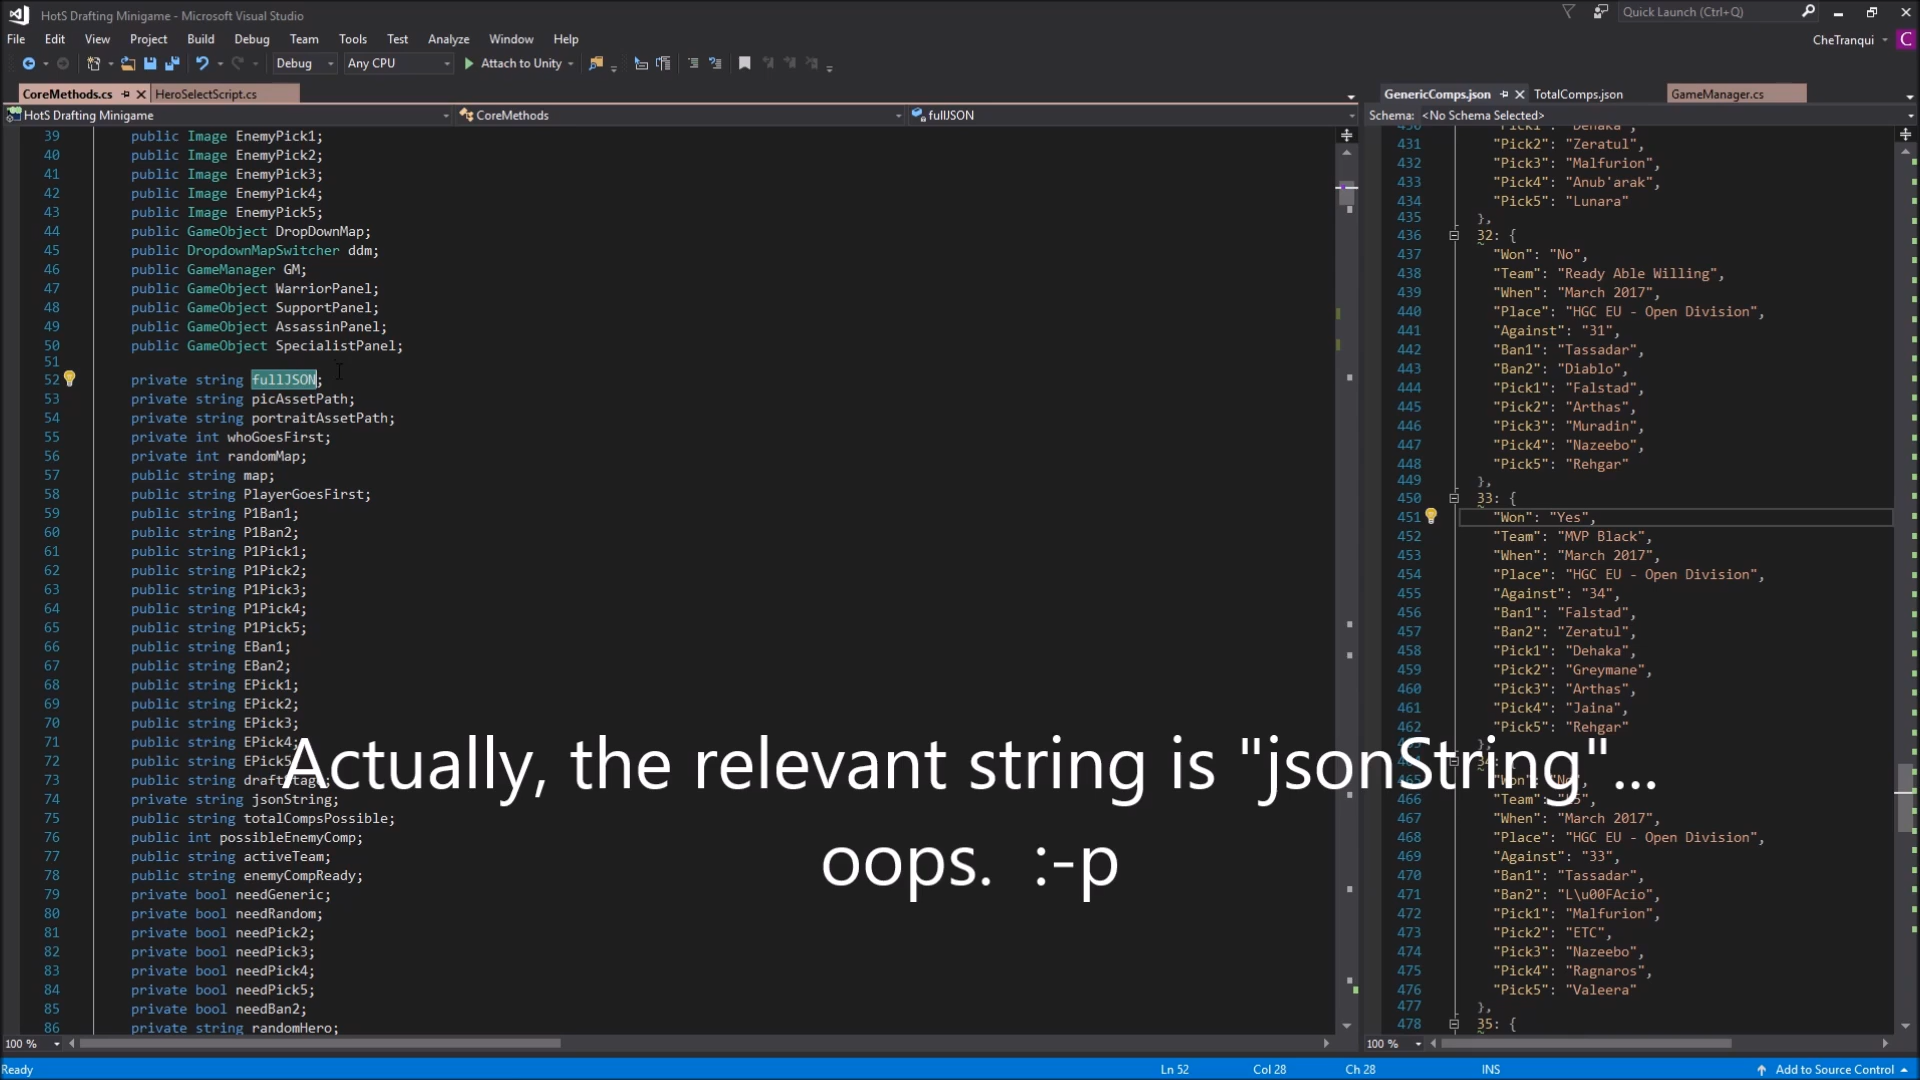 HotS Drafting Minigame - Microsoft Visual Studio
Quick Launch (Ctrl+Q)
File Edit View Project Build Debug Team Tools Test Analyze Window Help
CheTranqui C
Debug Any CPU Attach to Unity
CoreMethods.cs HeroSelectScript.cs
HotS Drafting Minigame CoreMethods fullJSON
39 public Image EnemyPick1;
40 public Image EnemyPick2;
41 public Image EnemyPick3;
42 public Image EnemyPick4;
43 public Image EnemyPick5;
44 public GameObject DropDownMap;
45 public DropdownMapSwitcher ddm;
46 public GameManager GM;
47 public GameObject WarriorPanel;
48 public GameObject SupportPanel;
49 public GameObject AssassinPanel;
50 public GameObject SpecialistPanel;
51
52 private string fullJSON;
53 private string picAssetPath;
54 private string portraitAssetPath;
55 private int whoGoesFirst;
56 private int randomMap;
57 public string map;
58 public string PlayerGoesFirst;
59 public string P1Ban1;
60 public string P1Ban2;
61 public string P1Pick1;
62 public string P1Pick2;
63 public string P1Pick3;
64 public string P1Pick4;
65 public string P1Pick5;
66 public string EBan1;
67 public string EBan2;
68 public string EPick1;
69 public string EPick2;
70 public string EPick3;
71 public string EPick4;
72 public string EPick5
73 public string draftStage;
74 private string jsonString;
75 public string totalCompsPossible;
76 public int possibleEnemyComp;
77 public string activeTeam;
78 public string enemyCompReady;
79 private bool needGeneric;
80 private bool needRandom;
81 private bool needPick2;
82 private bool needPick3;
83 private bool needPick4;
84 private bool needPick5;
85 private bool needBan2;
86 private string randomHero;
100 %
GenericComps.json TotalComps.json GameManager.cs
Schema: <No Schema Selected>
430 "Pick1": "Dehaka",
431 "Pick2": "Zeratul",
432 "Pick3": "Malfurion",
433 "Pick4": "Anub'arak",
434 "Pick5": "Lunara"
435 },
436 32: {
437 "Won": "No",
438 "Team": "Ready Able Willing",
439 "When": "March 2017",
440 "Place": "HGC EU - Open Division",
441 "Against": "31",
442 "Ban1": "Tassadar",
443 "Ban2": "Diablo",
444 "Pick1": "Falstad",
445 "Pick2": "Arthas",
446 "Pick3": "Muradin",
447 "Pick4": "Nazeebo",
448 "Pick5": "Rehgar"
449 },
450 33: {
451 "Won": "Yes",
452 "Team": "MVP Black",
453 "When": "March 2017",
454 "Place": "HGC EU - Open Division",
455 "Against": "34",
456 "Ban1": "Falstad",
457 "Ban2": "Zeratul",
458 "Pick1": "Dehaka",
459 "Pick2": "Greymane",
460 "Pick3": "Arthas",
461 "Pick4": "Jaina",
462 "Pick5": "Rehgar"
},
34: {
465 "Won": "No",
466 "Team":
467 "When": "March 2017",
468 "Place": "HGC EU - Open Division",
469 "Against": "33",
470 "Ban1": "Tassadar",
471 "Ban2": "L\u00FAcio",
472 "Pick1": "Malfurion",
473 "Pick2": "ETC",
474 "Pick3": "Nazeebo",
475 "Pick4": "Ragnaros",
476 "Pick5": "Valeera"
477 },
478 35: {
100 %
Actually, the relevant string is "jsonString"...
oops. :-p
Ready Ln 52 Col 28 Ch 28 INS Add to Source Control